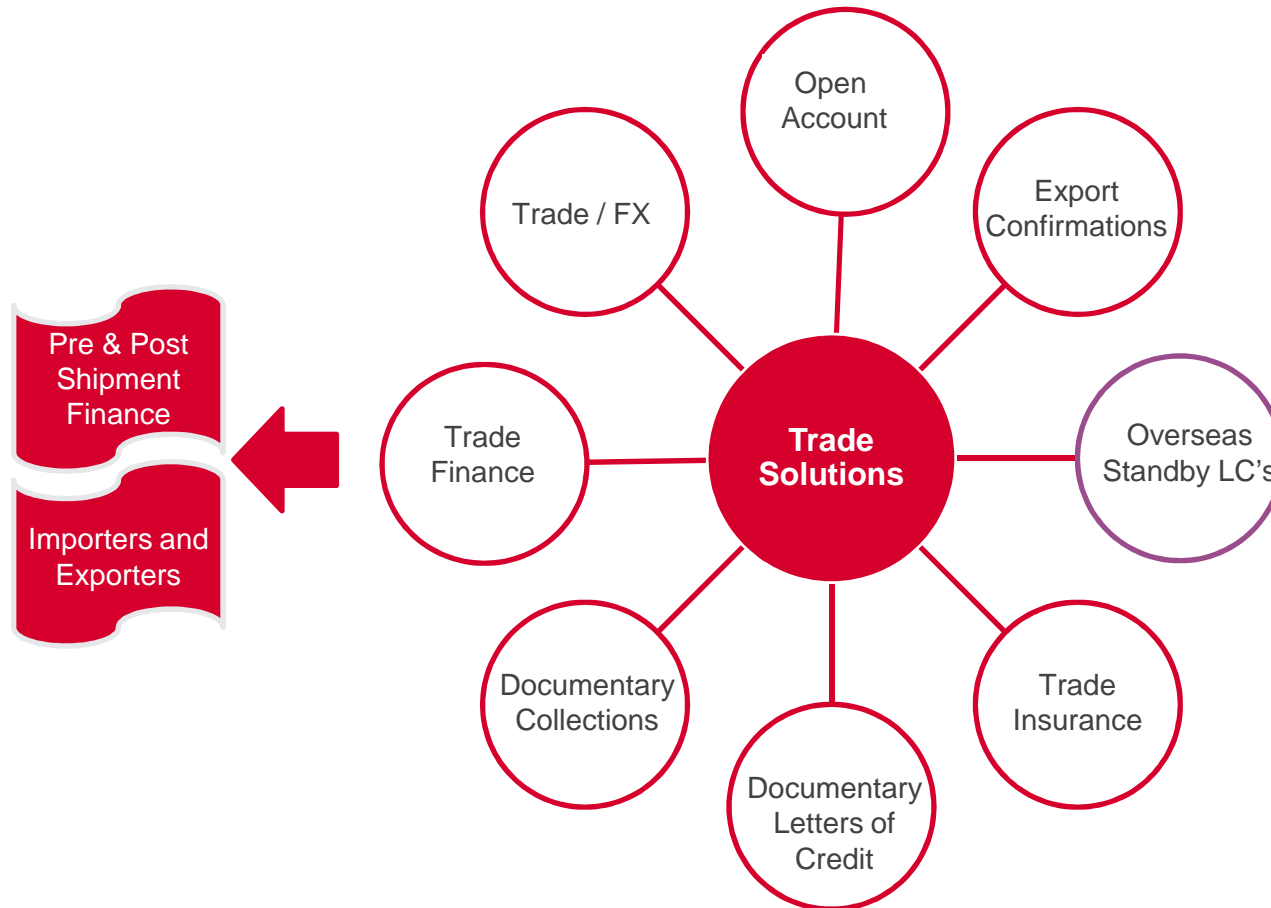 Open
Account
Trade / FX
Export
Confirmations
Pre & Post
Shipment
Finance
Trade
Finance
Trade
Solutions
Overseas
Standby LC’s
Importers and
Exporters
Documentary
Collections
Trade
Insurance
Documentary
Letters of
Credit